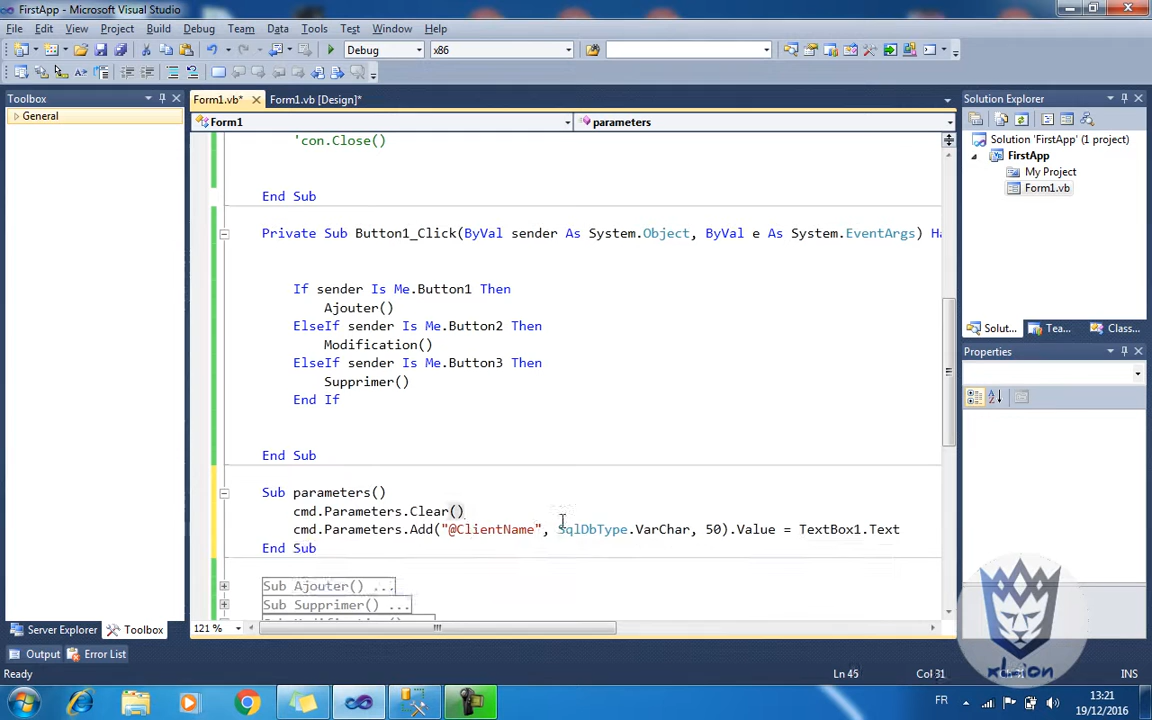 FirstApp - Microsoft Visual Studio
File Edit View Project Build Debug Team Data Tools Test Window Help
Debug x86
Toolbox
General
Form1.vb* Form1.vb [Design]*
Form1 parameters
'con.Close()
End Sub
Private Sub Button1_Click(ByVal sender As System.Object, ByVal e As System.EventArgs) Ha
If sender Is Me.Button1 Then
Ajouter()
ElseIf sender Is Me.Button2 Then
Modification()
ElseIf sender Is Me.Button3 Then
Supprimer()
End If
End Sub
Sub parameters()
cmd.Parameters.Clear()
cmd.Parameters.Add("@ClientName", SqlDbType.VarChar, 50).Value = TextBox1.Text
End Sub
Sub Ajouter() ...
Sub Supprimer() ...
121 %
Solution Explorer
Solution 'FirstApp' (1 project)
FirstApp
My Project
Form1.vb
Solut... Tea... Class...
Properties
Server Explorer Toolbox
Output Error List
Ready Ln 45 Col 31 INS
xLsion
FR 13:21
19/12/2016